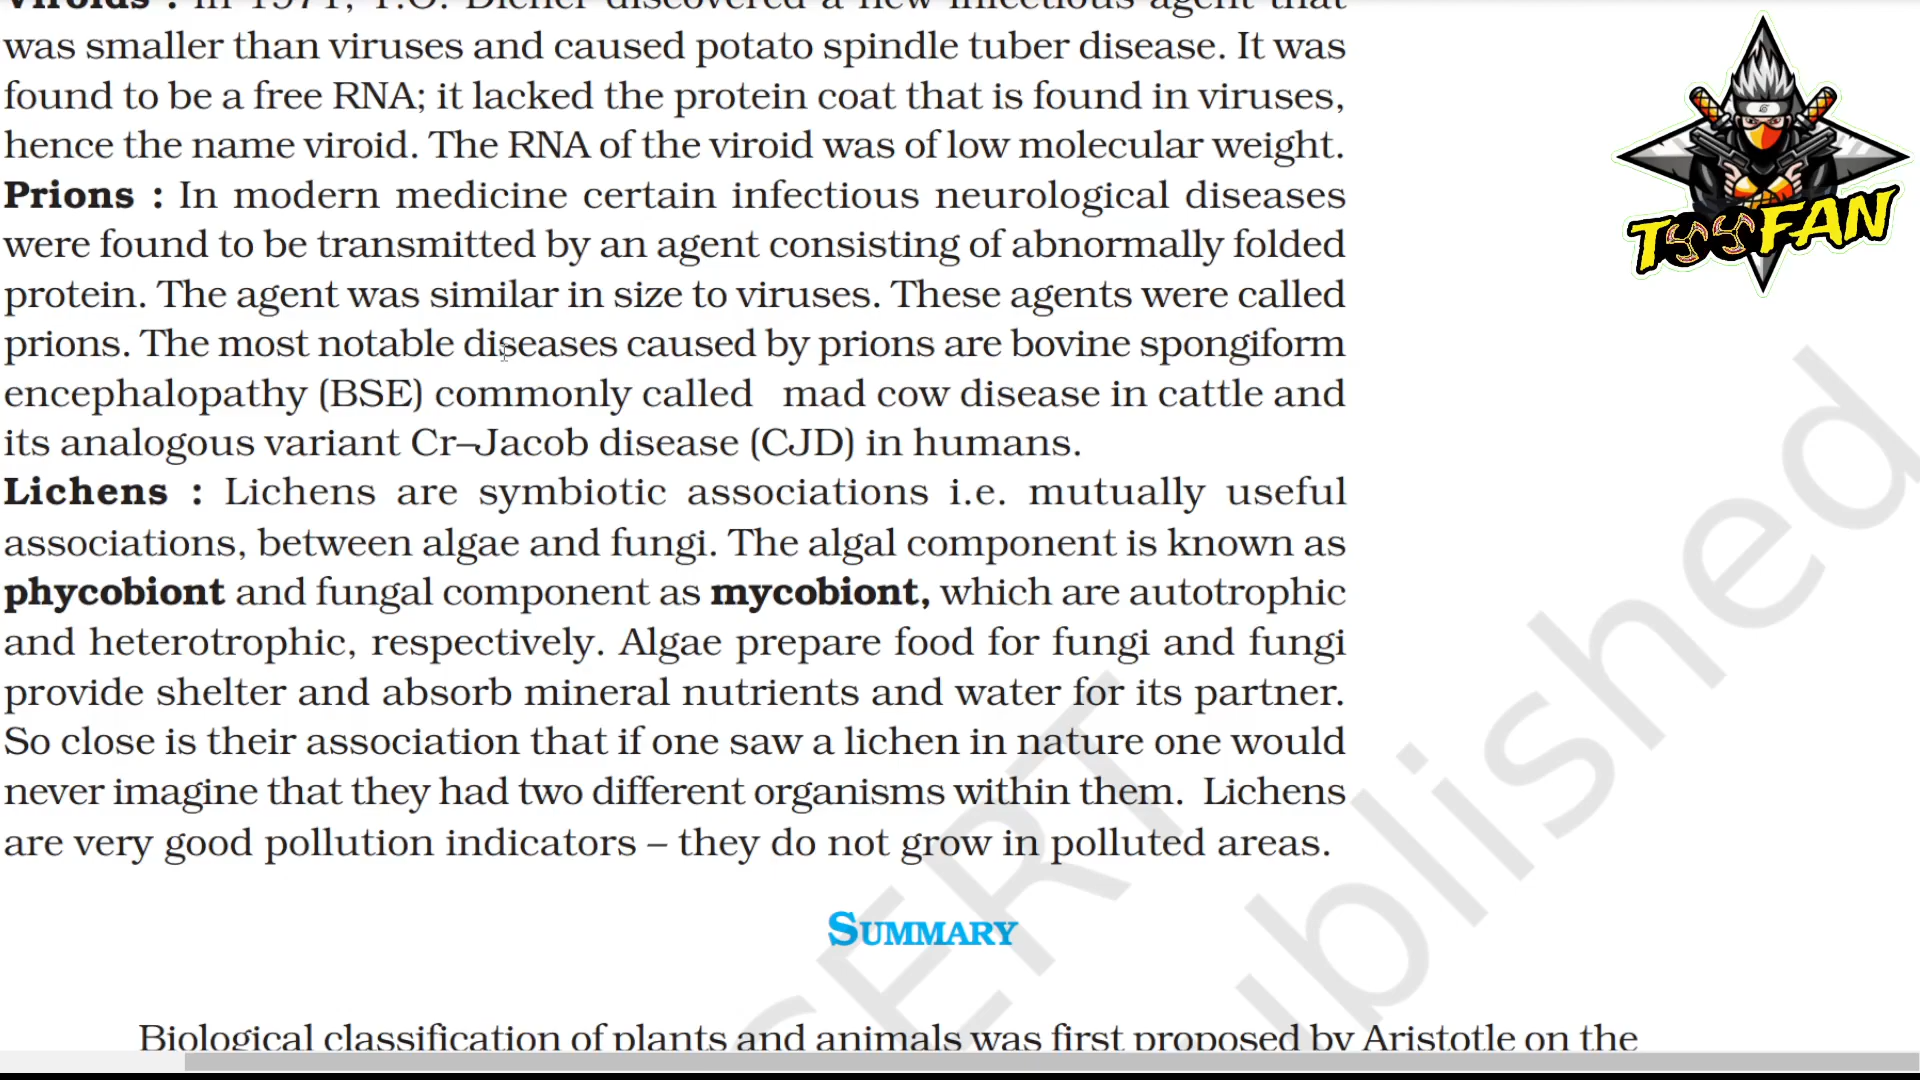 Viroids : In 1971, T.O. Diener discovered a new infectious agent that
was smaller than viruses and caused potato spindle tuber disease. It was
found to be a free RNA; it lacked the protein coat that is found in viruses,
hence the name viroid. The RNA of the viroid was of low molecular weight.
Prions : In modern medicine certain infectious neurological diseases
were found to be transmitted by an agent consisting of abnormally folded
protein. The agent was similar in size to viruses. These agents were called
prions. The most notable diseases caused by prions are bovine spongiform
encephalopathy (BSE) commonly called mad cow disease in cattle and
its analogous variant Cr–Jacob disease (CJD) in humans.
Lichens : Lichens are symbiotic associations i.e. mutually useful
associations, between algae and fungi. The algal component is known as
phycobiont and fungal component as mycobiont, which are autotrophic
and heterotrophic, respectively. Algae prepare food for fungi and fungi
provide shelter and absorb mineral nutrients and water for its partner.
So close is their association that if one saw a lichen in nature one would
never imagine that they had two different organisms within them. Lichens
are very good pollution indicators – they do not grow in polluted areas.
SUMMARY
Biological classification of plants and animals was first proposed by Aristotle on the
TOOFAN